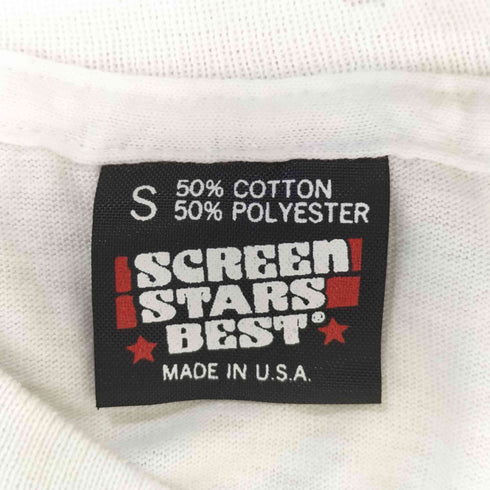 S 50% COTTON
50% POLYESTER
SCREEN
STARS
BEST®
MADE IN U.S.A.